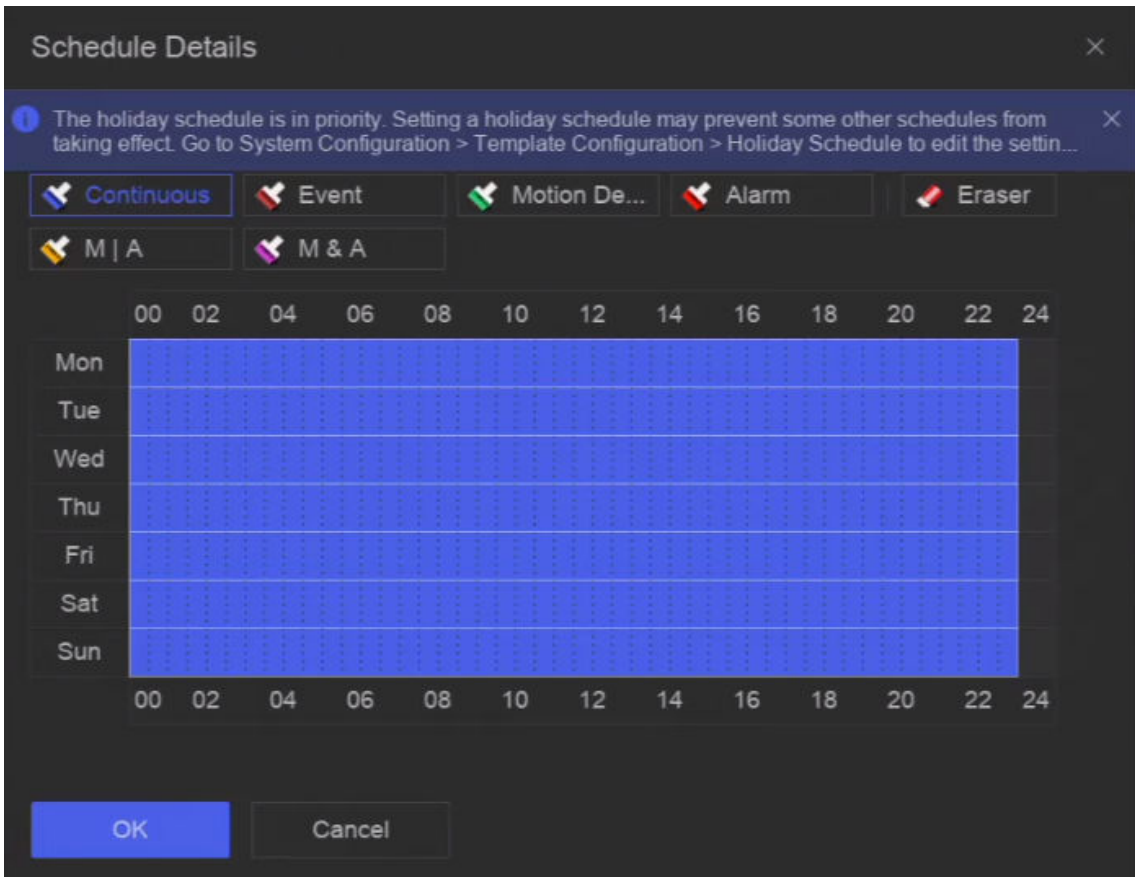 Schedule Details
The holiday schedule is in priority. Setting a holiday schedule may prevent some other schedules from
taking effect. Go to System Configuration > Template Configuration > Holiday Schedule to edit the settin...
Continuous Event Motion De... Alarm Eraser
M | A M & A
00 02 04 06 08 10 12 14 16 18 20 22 24
Mon
Tue
Wed
Thu
Fri
Sat
Sun
00 02 04 06 08 10 12 14 16 18 20 22 24
OK Cancel